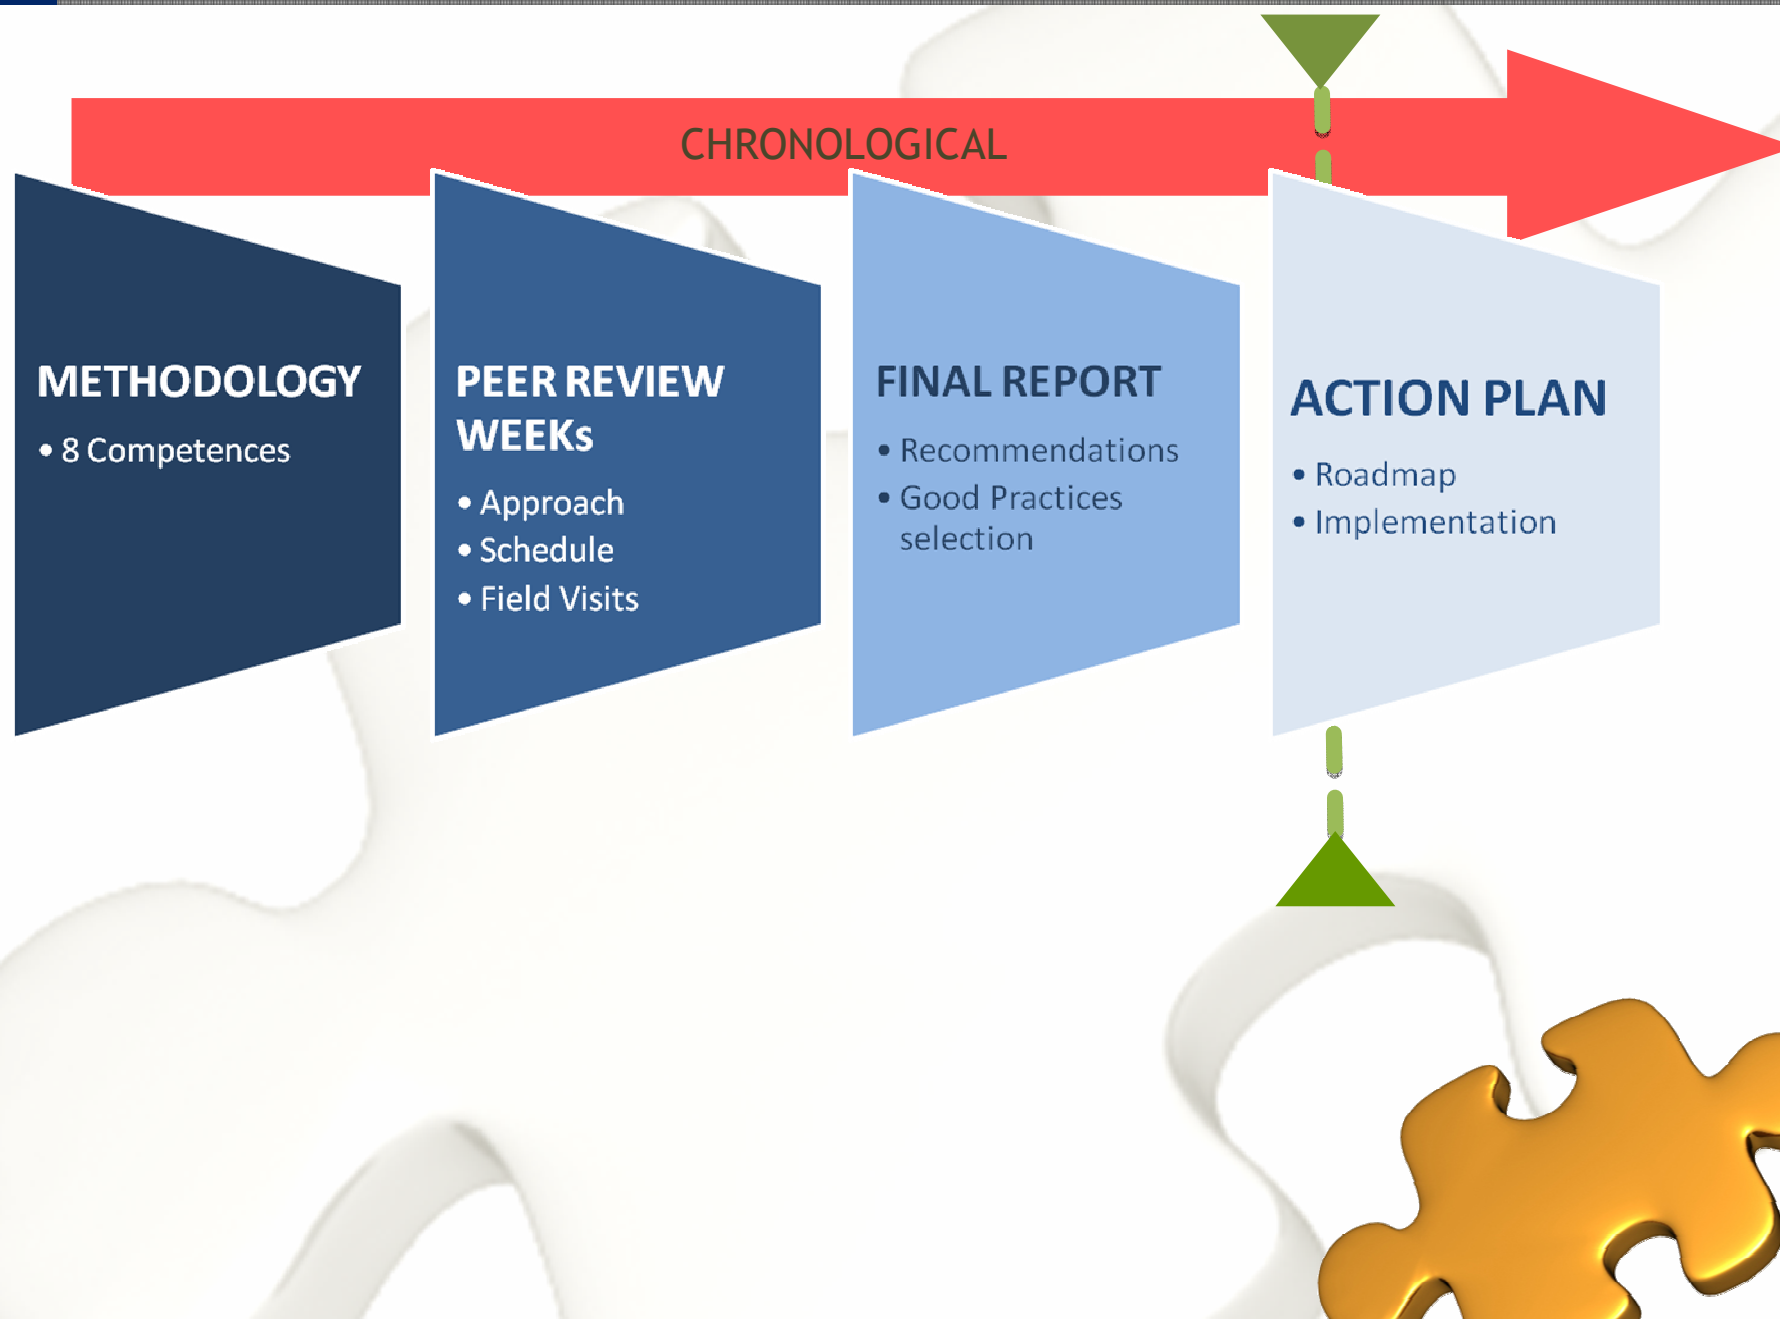 CHRONOLOGICAL
METHODOLOGY
• 8 Competences
PEER REVIEW
WEEKs
• Approach
• Schedule
• Field Visits
FINAL REPORT
• Recommendations
• Good Practices
selection
ACTION PLAN
• Roadmap
• Implementation